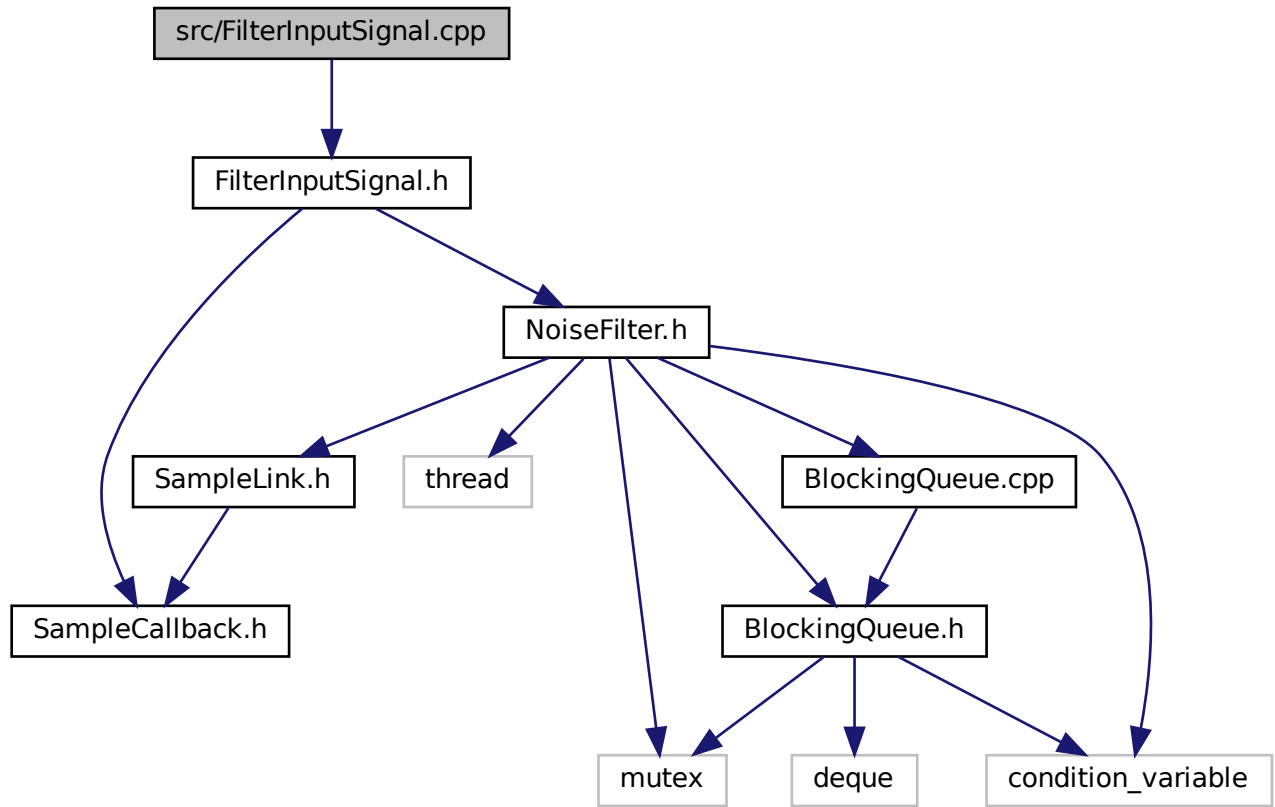 src/FilterInputSignal.cpp
FilterInputSignal.h
NoiseFilter.h
SampleLink.h
thread
BlockingQueue.cpp
SampleCallback.h
BlockingQueue.h
mutex
deque
condition_variable